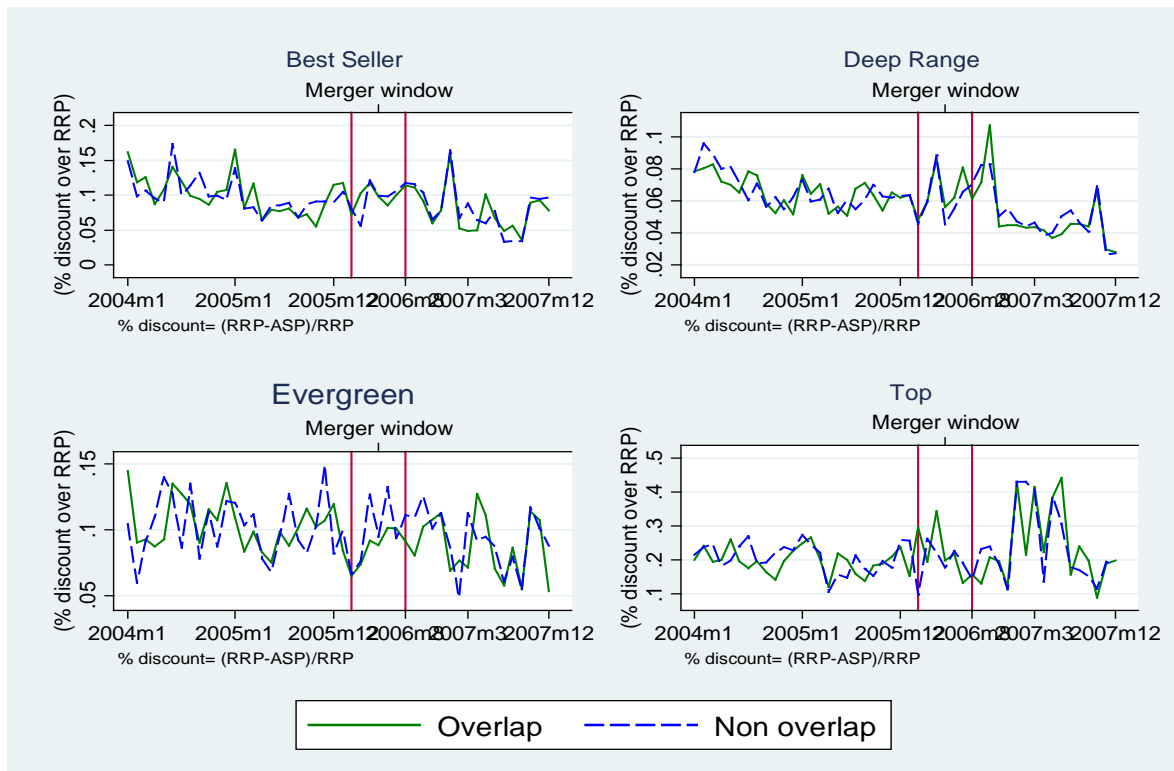 Best Seller
Merger window
(% discount over RRP)
.2
.15
.1
.05
0
2004m1 2005m1 2005m12 2006m8 2007m3 2007m12
% discount= (RRP-ASP)/RRP
Deep Range
Merger window
(% discount over RRP)
.1
.08
.06
.04
.02
2004m1 2005m1 2005m12 2006m8 2007m3 2007m12
% discount= (RRP-ASP)/RRP
Evergreen
Merger window
(% discount over RRP)
.15
.1
.05
2004m1 2005m1 2005m12 2006m8 2007m3 2007m12
% discount= (RRP-ASP)/RRP
Top
Merger window
(% discount over RRP)
.5
.4
.3
.2
.1
2004m1 2005m1 2005m12 2006m8 2007m3 2007m12
% discount= (RRP-ASP)/RRP
Overlap Non overlap